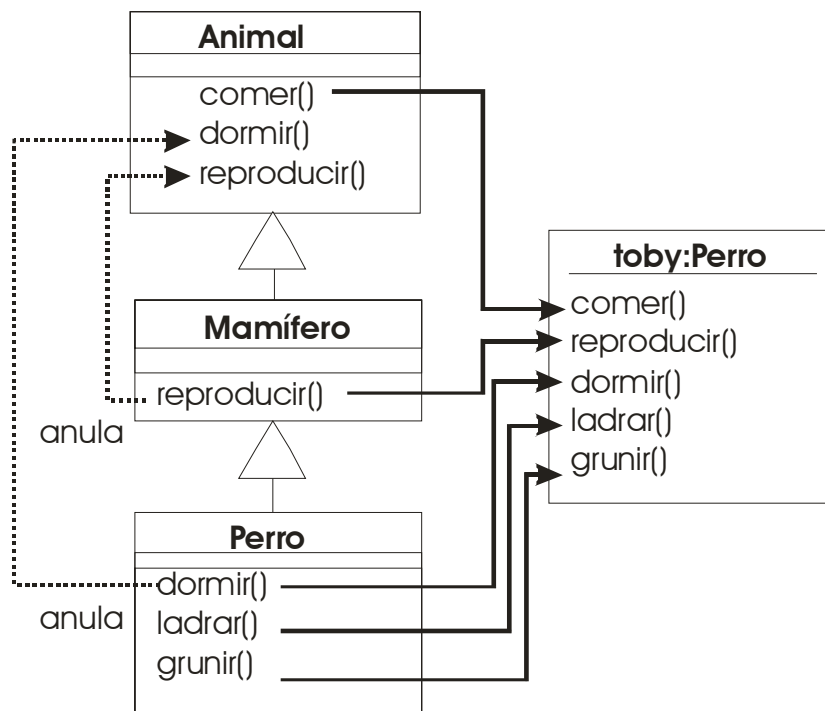 Animal
comer()
dormir()
reproducir()
Mamífero
reproducir()
anula
Perro
dormir()
anula
ladrar()
grunir()
toby:Perro
comer()
reproducir()
dormir()
ladrar()
grunir()